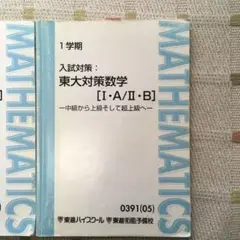 1学期
入試対策:
東大対策数学
[I・A/II・B]
―中級から上級そして超上級へ―
0391(05)
東進ハイスクール 東進衛星予備校
MATHEMATICS
MATHEMATICS